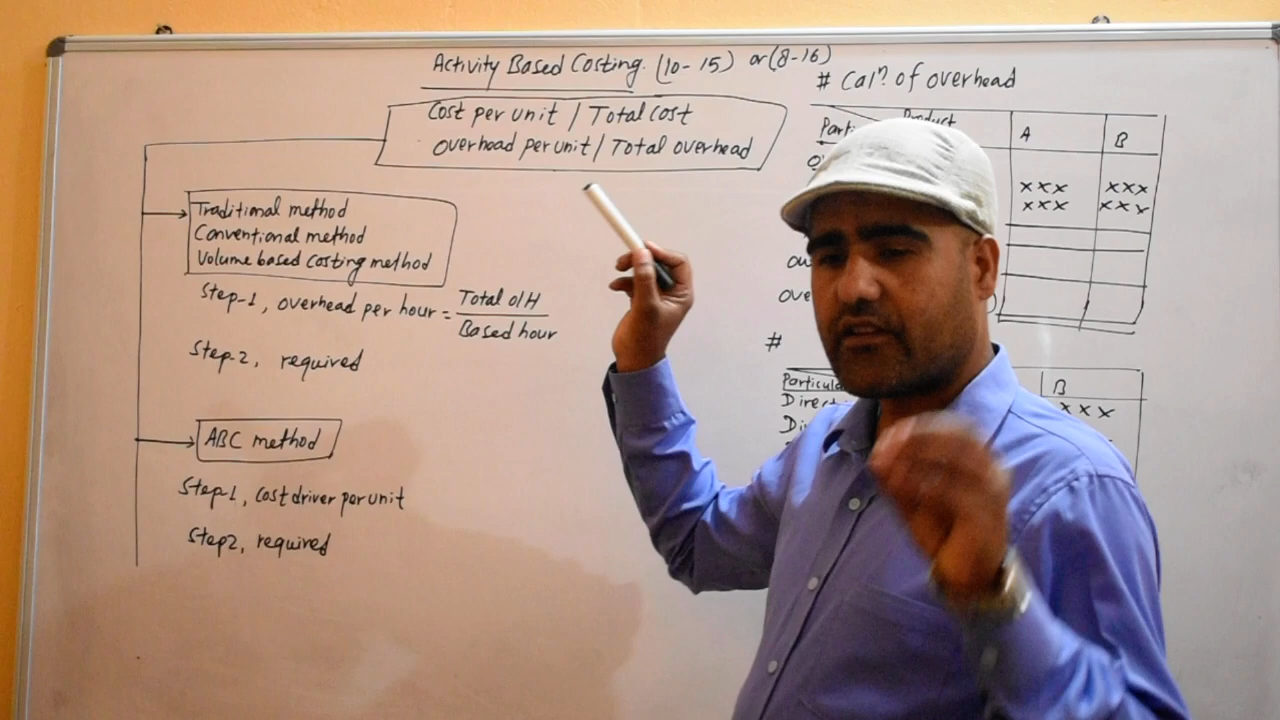 Activity Based Costing. (10-15) or (8-16)
Cost per unit / Total cost
overhead per unit / Total overhead
Traditional method
Conventional method
Volume based costing method
Step-1, overhead per hour = Total o/H
Based hour
Step-2, required
ABC method
Step-1, Cost driver per unit
Step2, required
# Calⁿ. of overhead
Product
A B
xxx xxx
xxx xxx
#
B
xxx